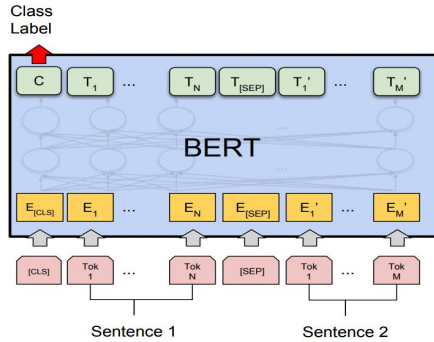 Class
Label
C T1 ... TN T[SEP] T1' ... TM'
...
BERT
...
E[CLS] E1 ... EN E[SEP] E1' ... EM'
[CLS] Tok 1 ... Tok N [SEP] Tok 1 ... Tok M
Sentence 1 Sentence 2